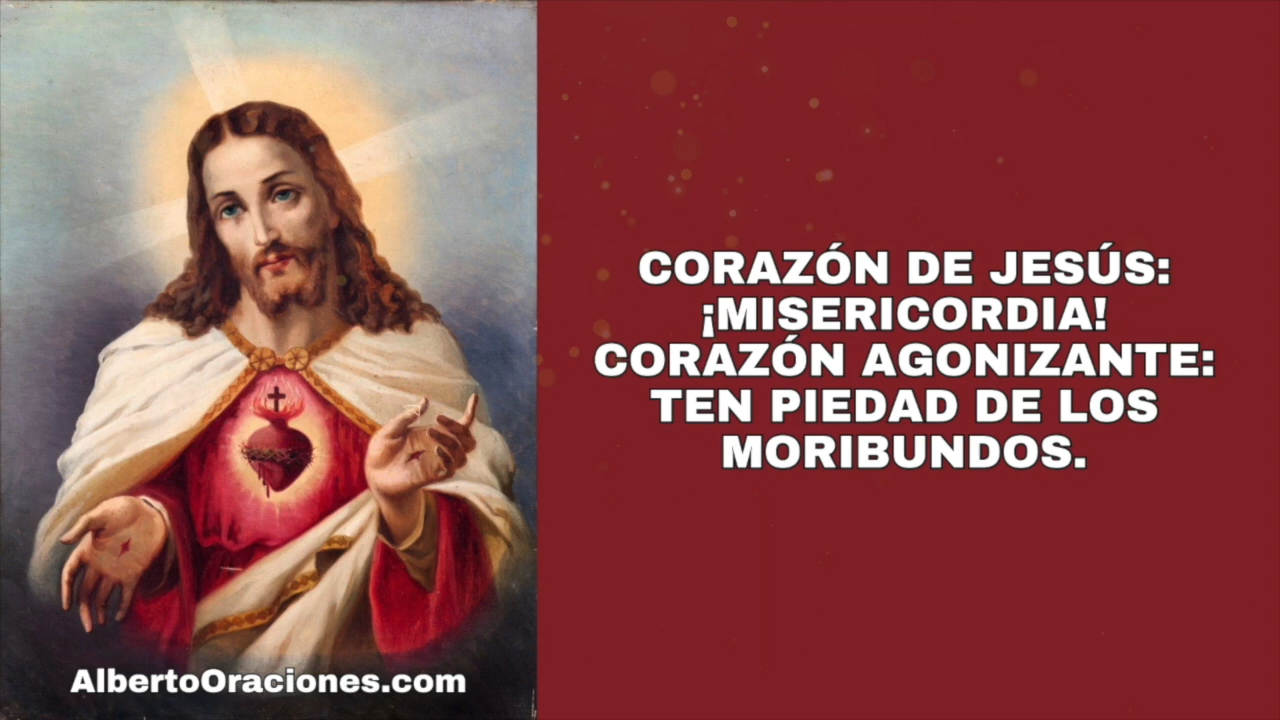 CORAZÓN DE JESÚS:
¡MISERICORDIA!
CORAZÓN AGONIZANTE:
TEN PIEDAD DE LOS
MORIBUNDOS.
AlbertoOraciones.com